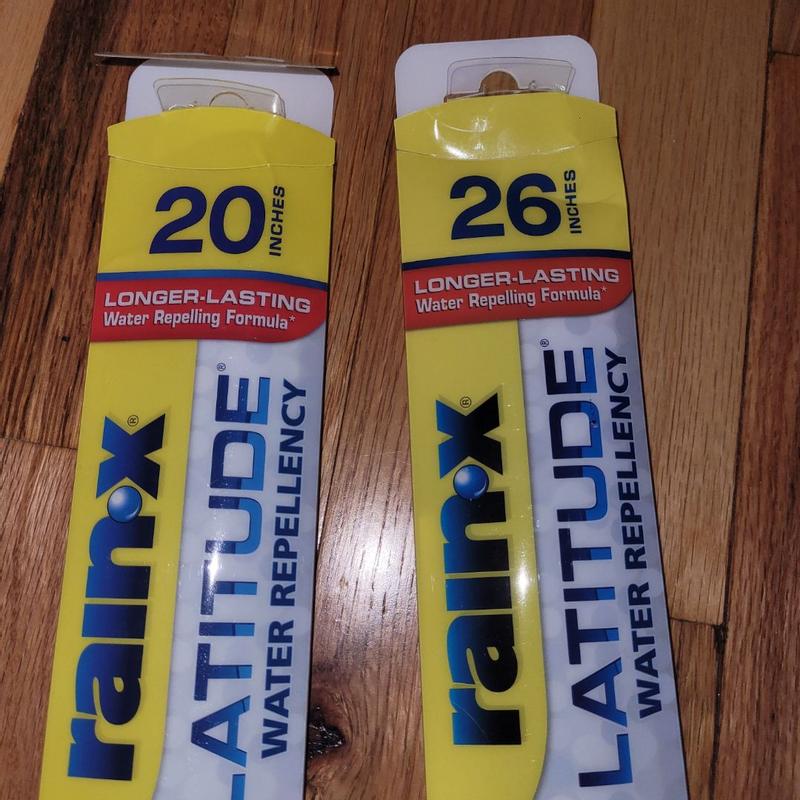 20
INCHES
LONGER-LASTING
Water Repelling Formula*
rain·x®
LATITUDE®
WATER REPELLENCY
26
INCHES
LONGER-LASTING
Water Repelling Formula*
rain·x®
LATITUDE®
WATER REPELLENCY